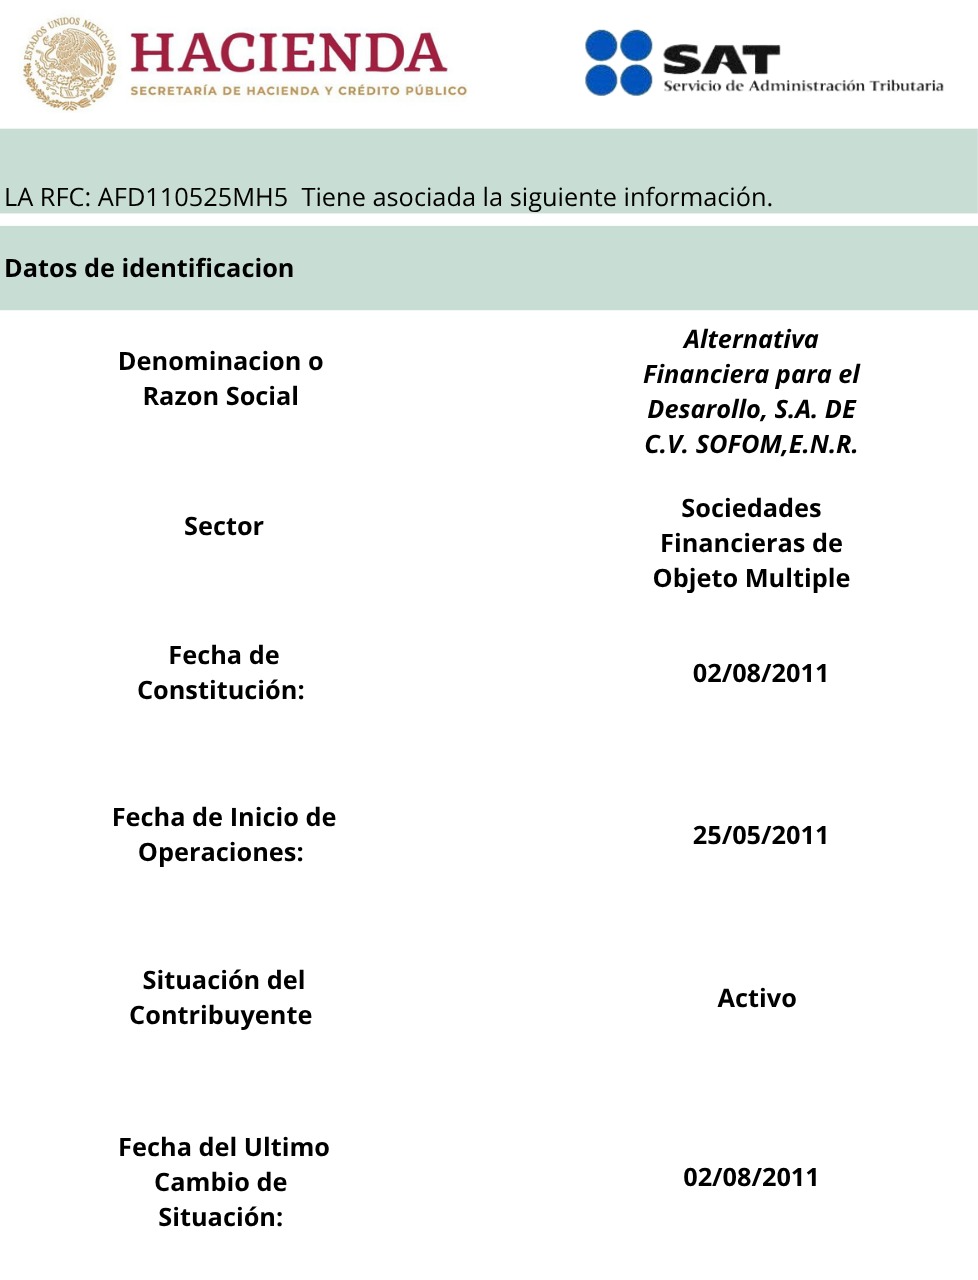 ESTADOS UNIDOS MEXICANOS
HACIENDA
SECRETARÍA DE HACIENDA Y CRÉDITO PÚBLICO
SAT
Servicio de Administración Tributaria
LA RFC: AFD110525MH5 Tiene asociada la siguiente información.
Datos de identificacion
Denominacion o
Razon Social
Alternativa
Financiera para el
Desarollo, S.A. DE
C.V. SOFOM,E.N.R.
Sector
Sociedades
Financieras de
Objeto Multiple
Fecha de
Constitución:
02/08/2011
Fecha de Inicio de
Operaciones:
25/05/2011
Situación del
Contribuyente
Activo
Fecha del Ultimo
Cambio de
Situación:
02/08/2011